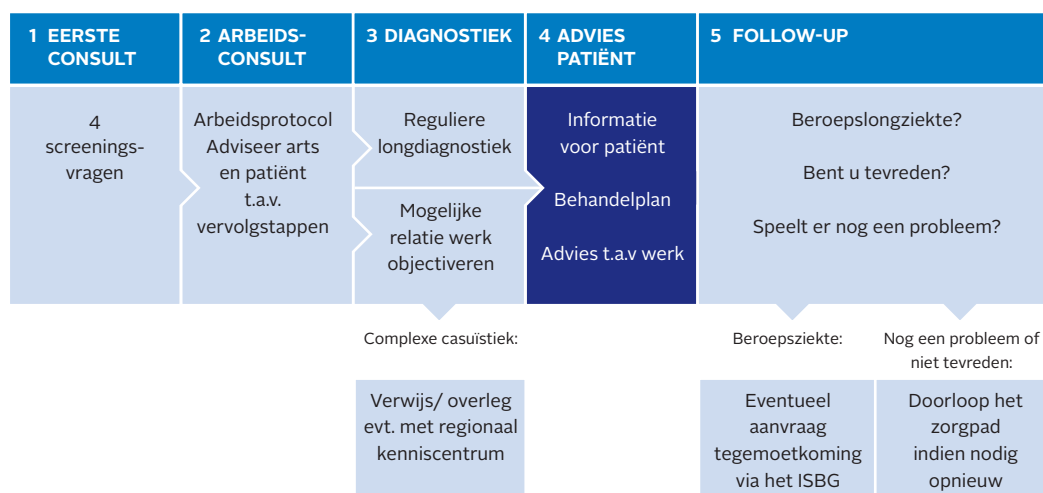 1 EERSTE
CONSULT
2 ARBEIDS-
CONSULT
3 DIAGNOSTIEK
4 ADVIES
PATIËNT
5 FOLLOW-UP
4
screenings-
vragen
Arbeidsprotocol
Adviseer arts
en patiënt
t.a.v.
vervolgstappen
Reguliere
longdiagnostiek
Mogelijke
relatie werk
objectiveren
Informatie
voor patiënt
Behandelplan
Advies t.a.v werk
Beroepslongziekte?
Bent u tevreden?
Speelt er nog een probleem?
Complexe casuïstiek:
Verwijs/ overleg
evt. met regionaal
kenniscentrum
Beroepsziekte:
Eventueel
aanvraag
tegemoetkoming
via het ISBG
Nog een probleem of
niet tevreden:
Doorloop het
zorgpad
indien nodig
opnieuw